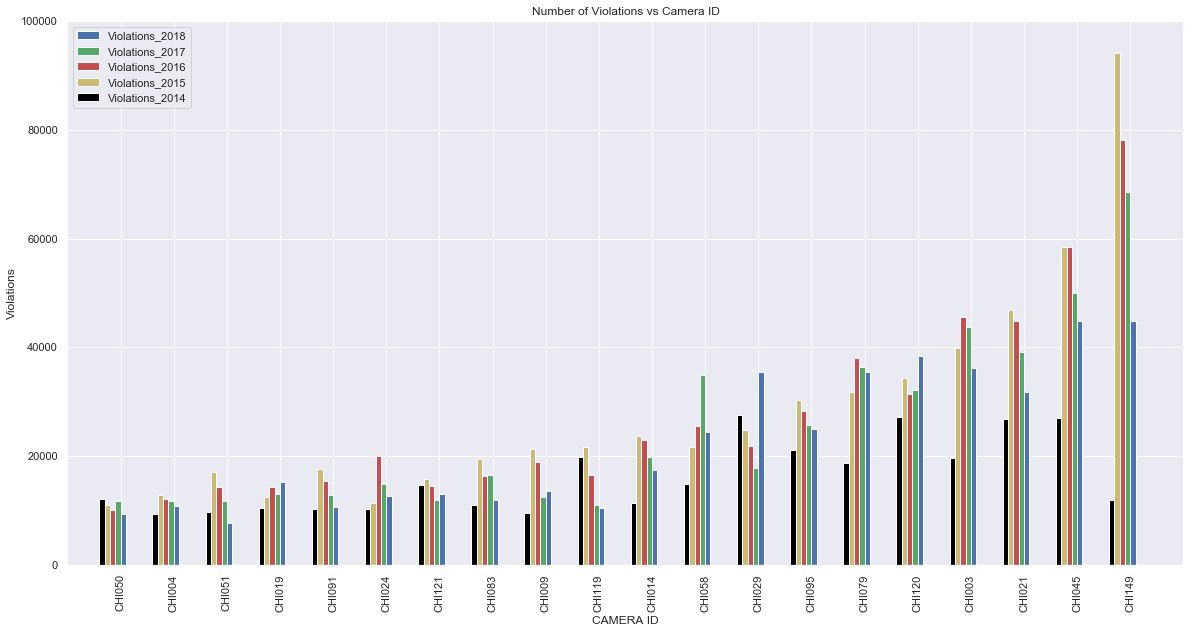 Number of Violations vs Camera ID
Violations_2018
Violations_2017
Violations_2016
Violations_2015
Violations_2014
100000
80000
60000
40000
20000
0
Violations
CHI050
CHI004
CHI051
CHI019
CHI091
CHI024
CHI121
CHI083
CHI009
CHI119
CHI014
CHI058
CHI029
CHI095
CHI079
CHI120
CHI003
CHI021
CHI045
CHI149
CAMERA ID